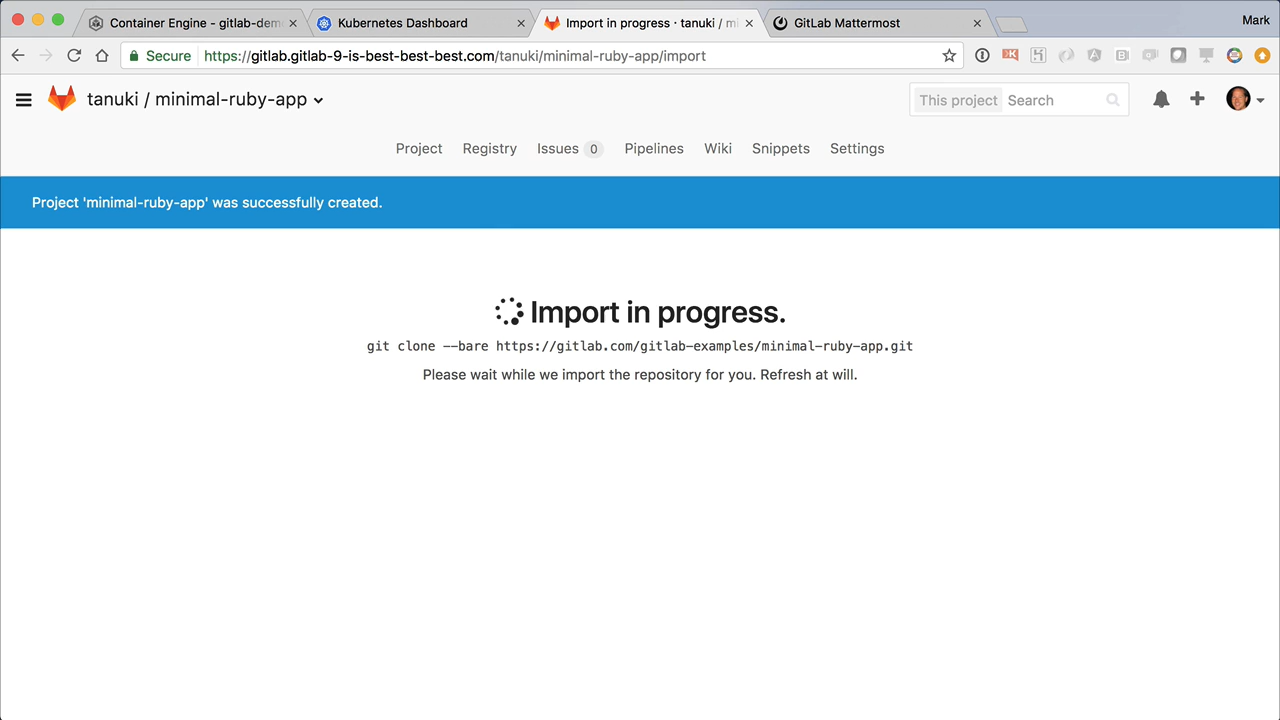 Container Engine - gitlab-dem
Kubernetes Dashboard
Import in progress · tanuki / mi
GitLab Mattermost
Mark
Secure
https://gitlab.gitlab-9-is-best-best-best.com/tanuki/minimal-ruby-app/import
tanuki / minimal-ruby-app
This project Search
Project Registry Issues 0 Pipelines Wiki Snippets Settings
Project 'minimal-ruby-app' was successfully created.
Import in progress.
git clone --bare https://gitlab.com/gitlab-examples/minimal-ruby-app.git
Please wait while we import the repository for you. Refresh at will.